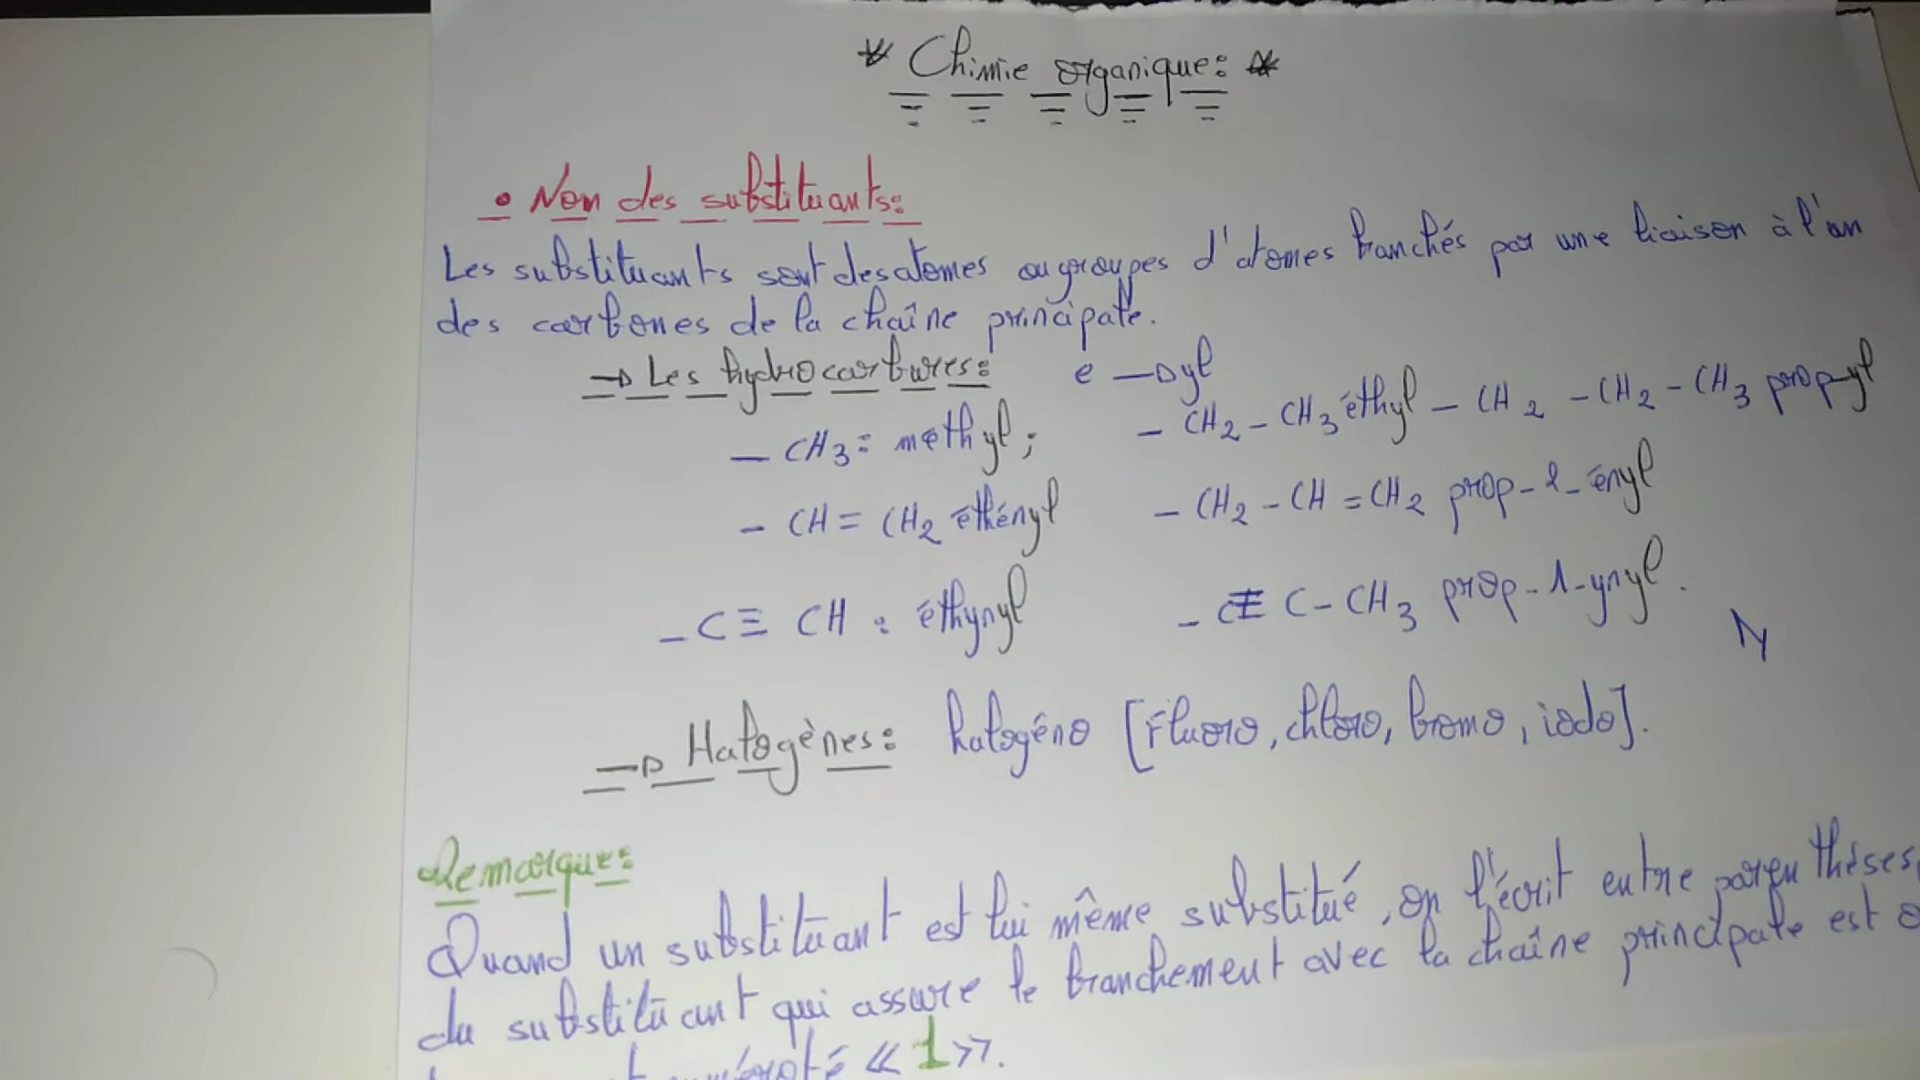 * Chimie organique: *
• Nom des substituants:
Les substituants sont des atomes ou groupes d'atomes branchés par une liaison à l'un
des carbones de la chaîne principale.
→ Les hydrocarbures: e → yl
- CH3: méthyl; - CH2 - CH3 éthyl - CH2 - CH2 - CH3 propyl
- CH = CH2 éthényl - CH2 - CH = CH2 prop-2-ényl
- C ≡ CH : éthynyl - C ≡ C - CH3 prop-1-ynyl.
→ Halogènes: halogéno [Fluoro, chloro, bromo, iodo].
Remarque:
Quand un substituant est lui même substitué, on l'écrit entre parenthèses,
du substituant qui assure le branchement avec la chaîne principale est
« 1 ».